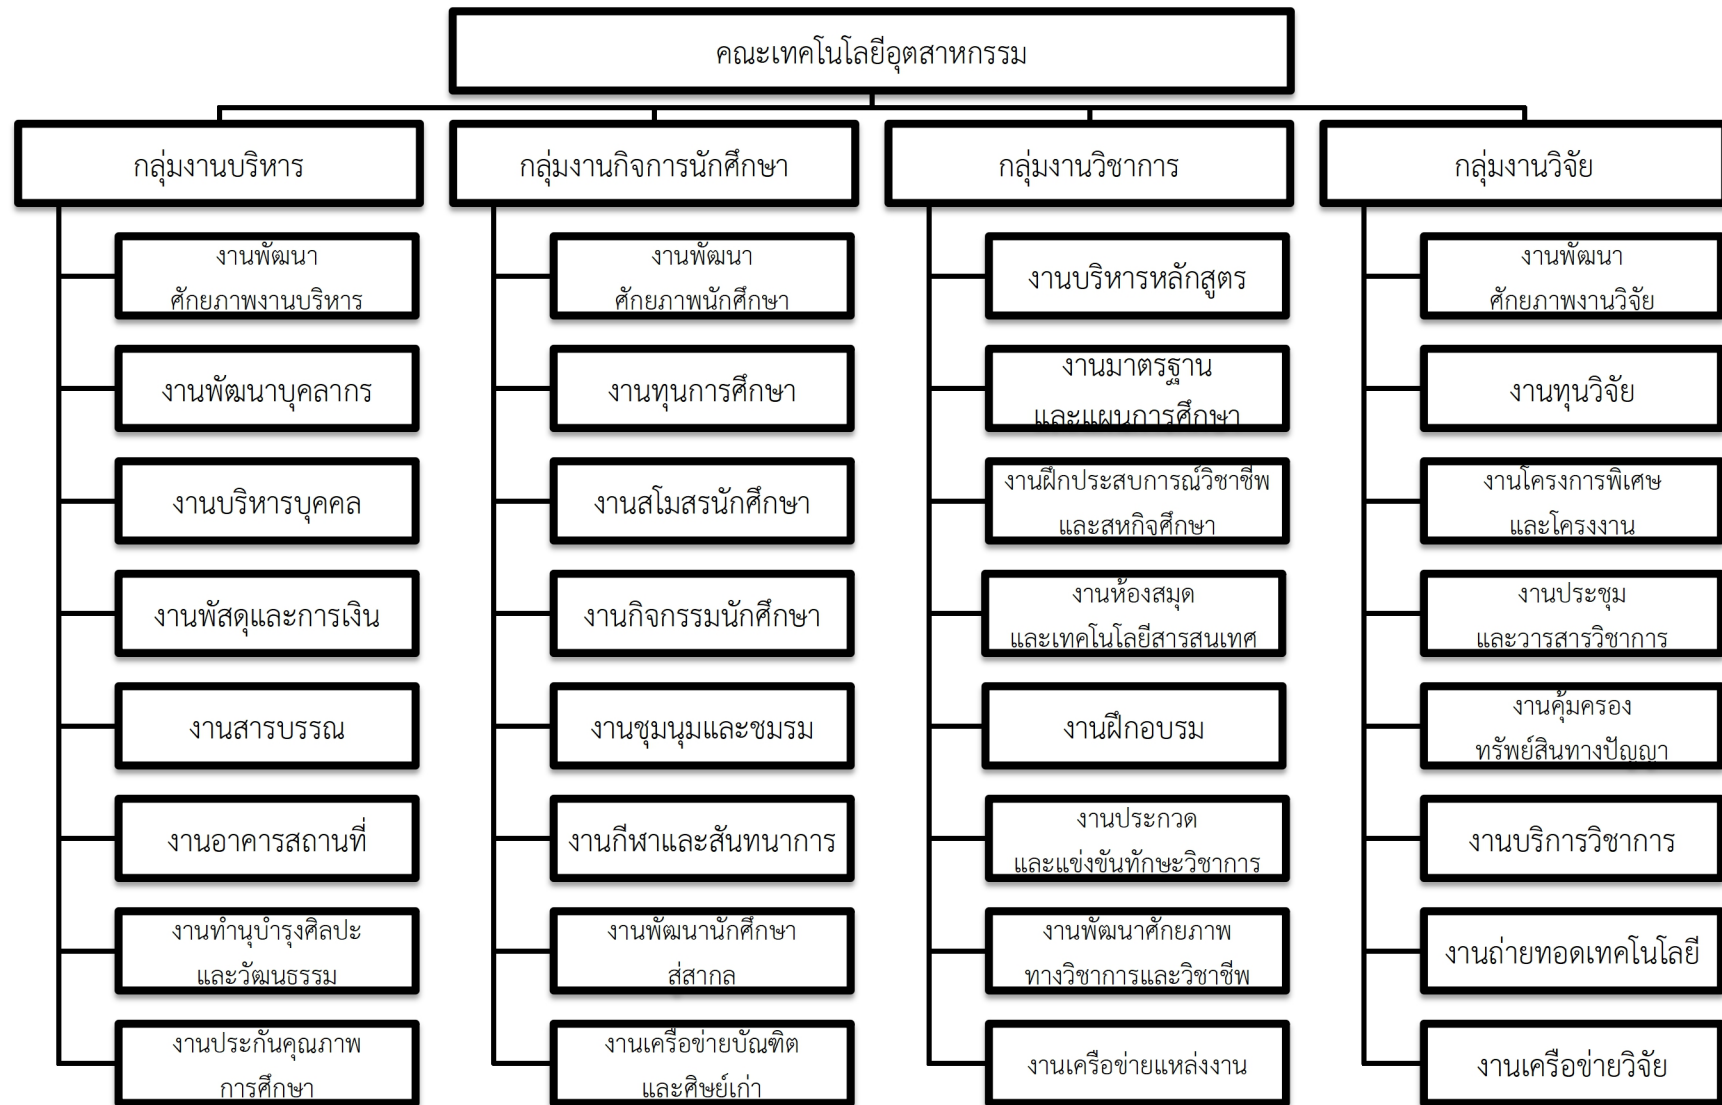 คณะเทคโนโลยีอุตสาหกรรม
กลุ่มงานบริหาร
งานพัฒนา
ศักยภาพงานบริหาร
งานพัฒนาบุคลากร
งานบริหารบุคคล
งานพัสดุและการเงิน
งานสารบรรณ
งานอาคารสถานที่
งานทำนุบำรุงศิลปะ
และวัฒนธรรม
งานประกันคุณภาพ
การศึกษา
กลุ่มงานกิจการนักศึกษา
งานพัฒนา
ศักยภาพนักศึกษา
งานทุนการศึกษา
งานสโมสรนักศึกษา
งานกิจกรรมนักศึกษา
งานชุมนุมและชมรม
งานกีฬาและสันทนาการ
งานพัฒนานักศึกษา
สู่สากล
งานเครือข่ายบัณฑิต
และศิษย์เก่า
กลุ่มงานวิชาการ
งานบริหารหลักสูตร
งานมาตรฐาน
และแผนการศึกษา
งานฝึกประสบการณ์วิชาชีพ
และสหกิจศึกษา
งานห้องสมุด
และเทคโนโลยีสารสนเทศ
งานฝึกอบรม
งานประกวด
และแข่งขันทักษะวิชาการ
งานพัฒนาศักยภาพ
ทางวิชาการและวิชาชีพ
งานเครือข่ายแหล่งงาน
กลุ่มงานวิจัย
งานพัฒนา
ศักยภาพงานวิจัย
งานทุนวิจัย
งานโครงการพิเศษ
และโครงงาน
งานประชุม
และวารสารวิชาการ
งานคุ้มครอง
ทรัพย์สินทางปัญญา
งานบริการวิชาการ
งานถ่ายทอดเทคโนโลยี
งานเครือข่ายวิจัย